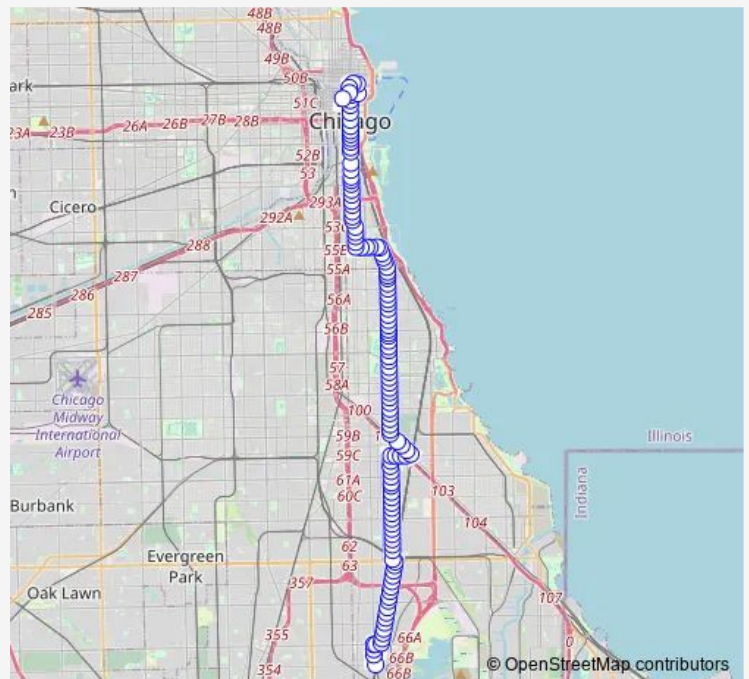 48B
48B
49B
50B
ark
51C
23A 23B 26A 26B 27B 28B
Chicago
52B
53
Cicero
293A
292A
53C
288
55B
55A
287
286
56A
285
56B
57
58A
Chicago
Midway
International
Airport
100
59B
59C
Illinois
Indiana
61A
60C
103
Burbank
104
62
Evergreen
Park
63
357
Oak Lawn
107
355
66A
0
354
66B
66B
© OpenStreetMap contributors